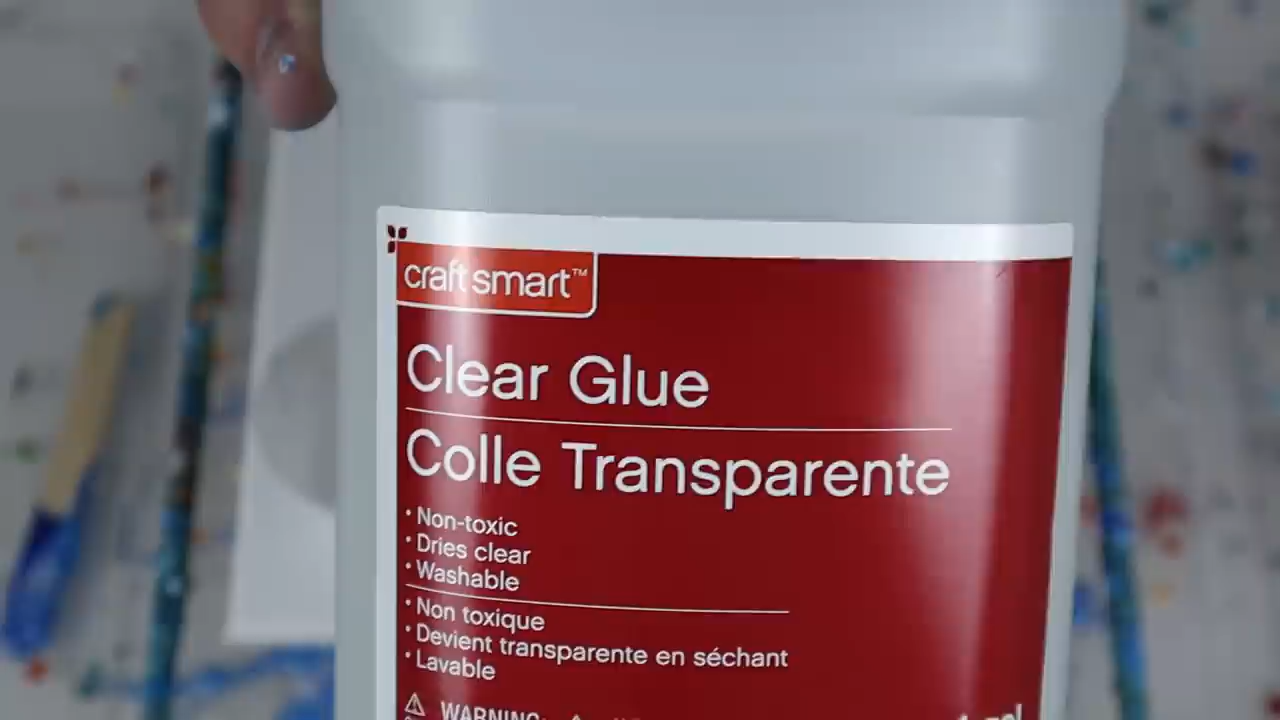 craft smart™
Clear Glue
Colle Transparente
• Non-toxic
• Dries clear
• Washable
• Non toxique
• Devient transparente en séchant
• Lavable
WARNING: